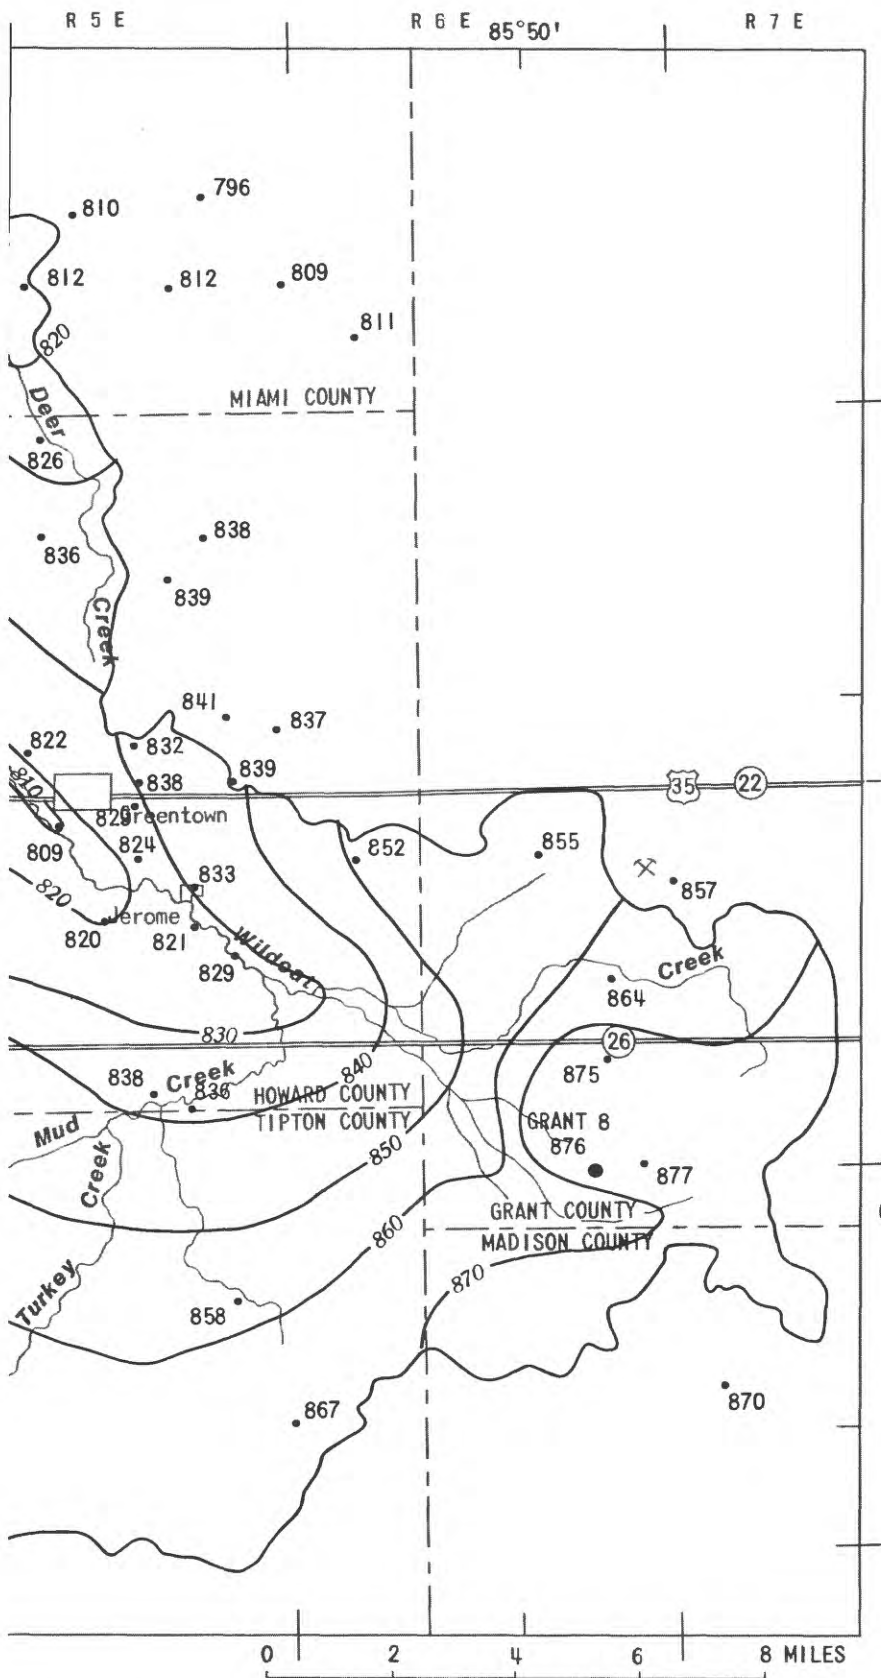 R 5 E R 6 E 85°50' R 7 E
796
810
812 812 809
811
820
MIAMI COUNTY
Deer
826
838
836
839
Creek
841 837
822 832
839
810 838 35 22
829 Greentown
809 824 852 855
833 857
820
Jerome
820 821 Wildcat
829 Creek
864
830 26
840 875
838 Creek
836 HOWARD COUNTY
TIPTON COUNTY GRANT 8
Mud 850 876
877
Creek
860 GRANT COUNTY
MADISON COUNTY
870
Turkey 858
870
867
0 2 4 6 8 MILES